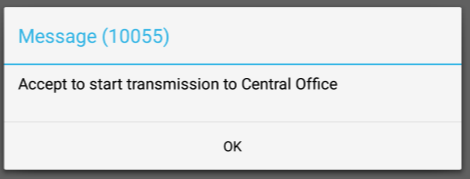 Message (10055)
Accept to start transmission to Central Office
OK